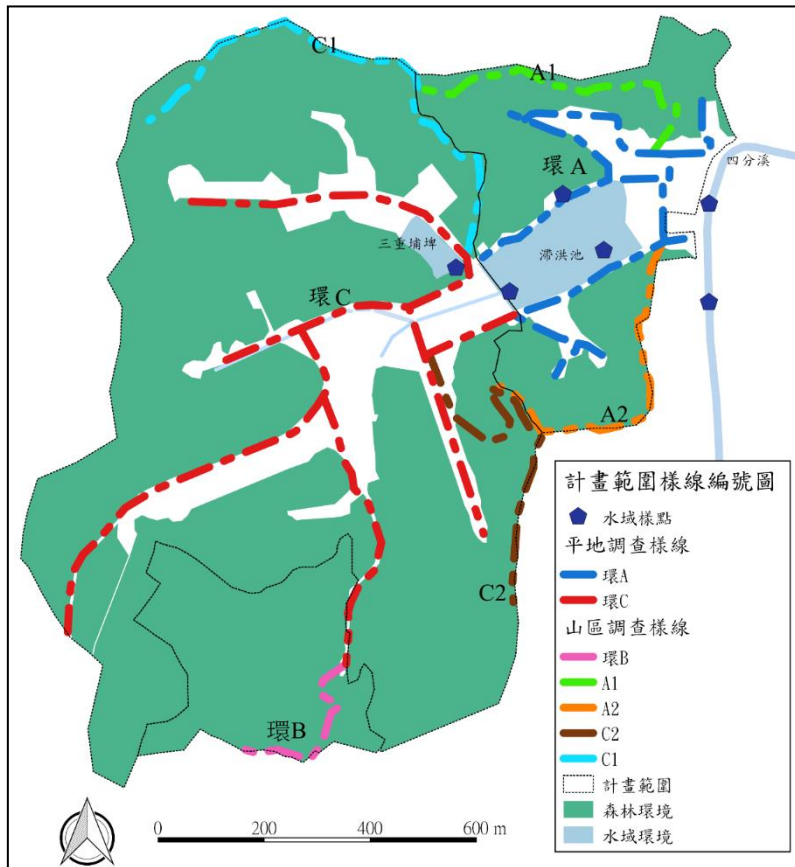 C1
A1
環A
四分溪
三重埔埤
滯洪池
環C
A2
C2
環B
計畫範圍樣線編號圖
水域樣點
平地調查樣線
環A
環C
山區調查樣線
環B
A1
A2
C2
C1
計畫範圍
森林環境
水域環境
0 200 400 600 m